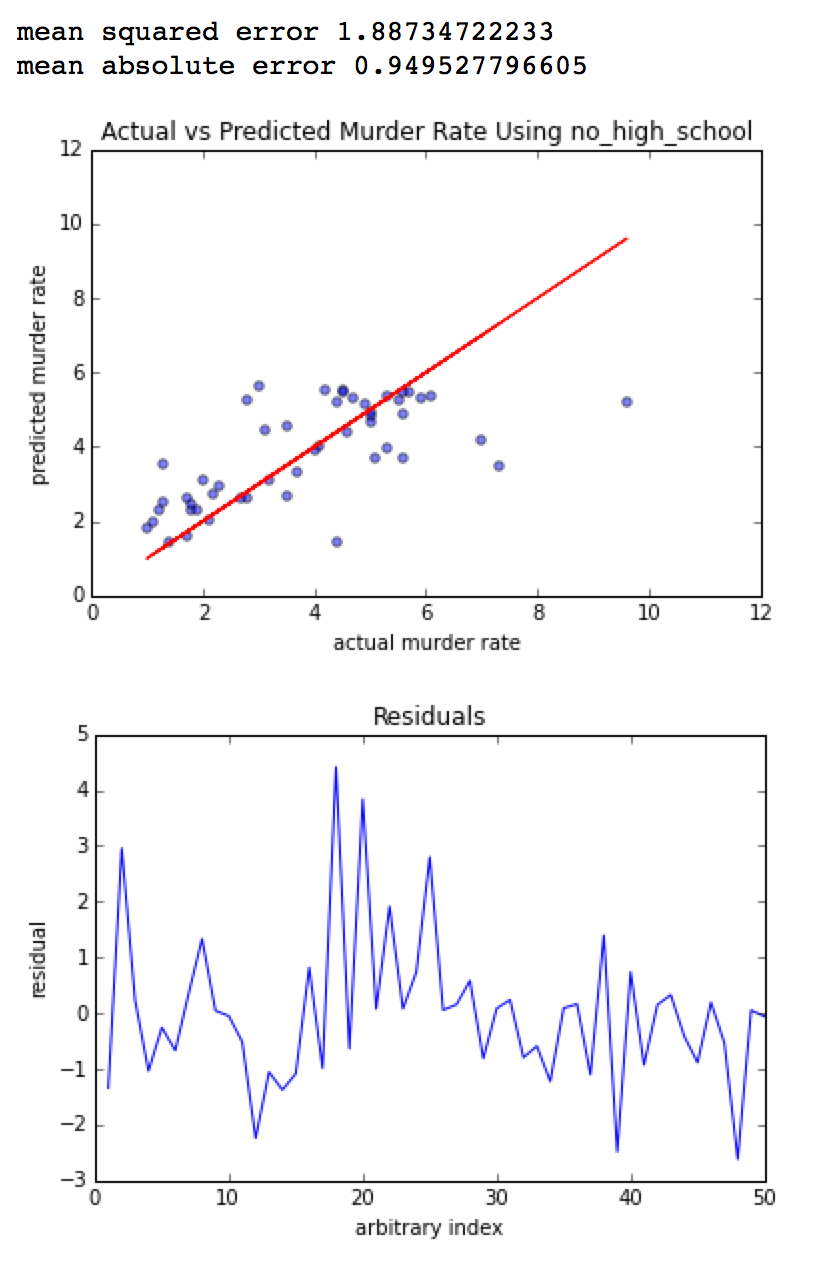 mean squared error 1.88734722233
mean absolute error 0.949527796605
Actual vs Predicted Murder Rate Using no_high_school
12
10
8
6
4
2
0
predicted murder rate
0 2 4 6 8 10 12
actual murder rate
Residuals
5
4
3
2
1
0
−1
−2
−3
residual
0 10 20 30 40 50
arbitrary index